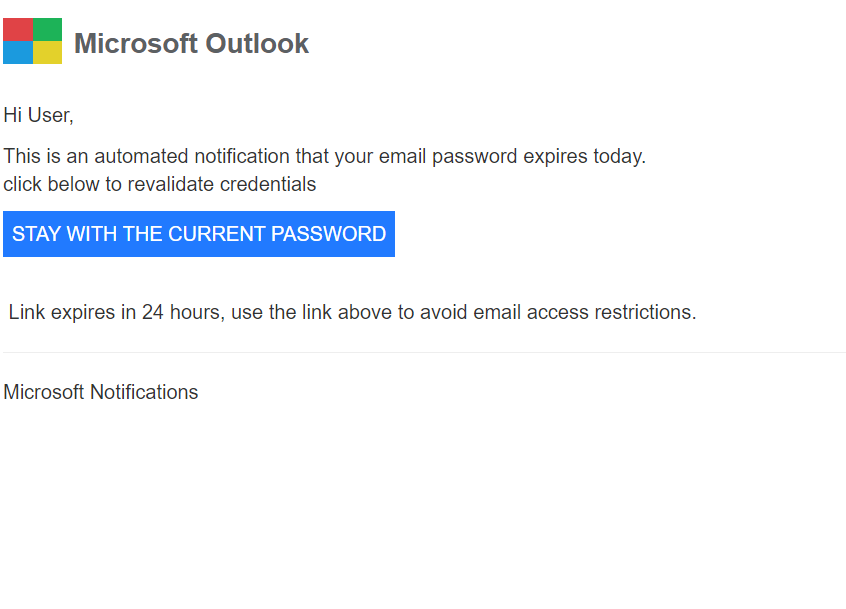 Microsoft Outlook
Hi User,
This is an automated notification that your email password expires today.
click below to revalidate credentials
STAY WITH THE CURRENT PASSWORD
Link expires in 24 hours, use the link above to avoid email access restrictions.
Microsoft Notifications